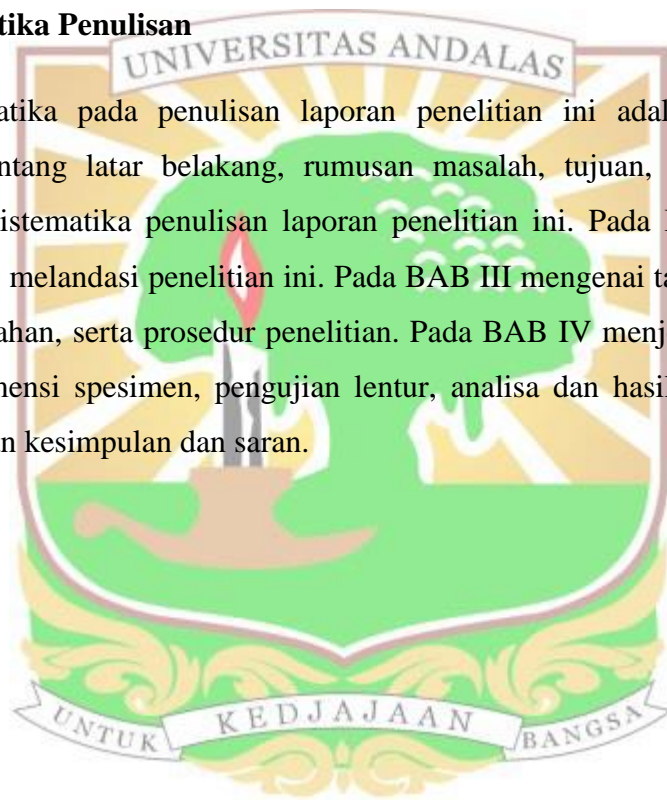 tika Penulisan
UNIVERSITAS ANDALAS
atika pada penulisan laporan penelitian ini adal
ntang latar belakang, rumusan masalah, tujuan,
istematika penulisan laporan penelitian ini. Pada
melandasi penelitian ini. Pada BAB III mengenai ta
ahan, serta prosedur penelitian. Pada BAB IV menj
nensi spesimen, pengujian lentur, analisa dan hasil
n kesimpulan dan saran.
UNTUK KEDJAJAAN BANGSA